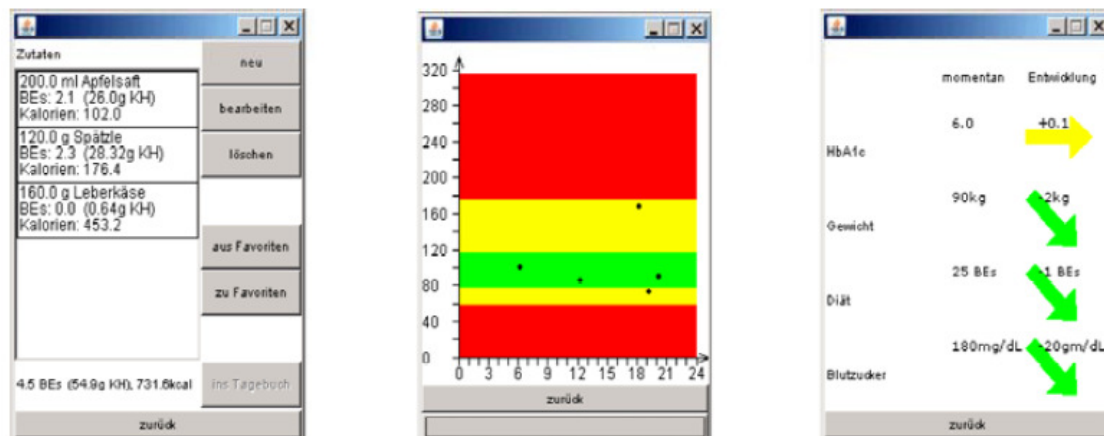 Zutaten
200.0 ml Apfelsaft
BEs: 2.1 (26.0g KH)
Kalorien: 102.0
120.0 g Spätzle
BEs: 2.3 (28.32g KH)
Kalorien: 176.4
160.0 g Leberkäse
BEs: 0.0 (0.64g KH)
Kalorien: 453.2
neu
bearbeiten
löschen
aus Favoriten
zu Favoriten
4.5 BEs (54.9g KH), 731.6kcal
ins Tagebuch
zurück
320
280
240
200
160
120
80
40
0
0 3 6 9 12 15 18 21 24
zurück
momentan Entwicklung
HbA1c 6.0 +0.1
Gewicht 90kg -2kg
Diät 25 BEs -1 BEs
Blutzucker 180mg/dL -20gm/dL
zurück